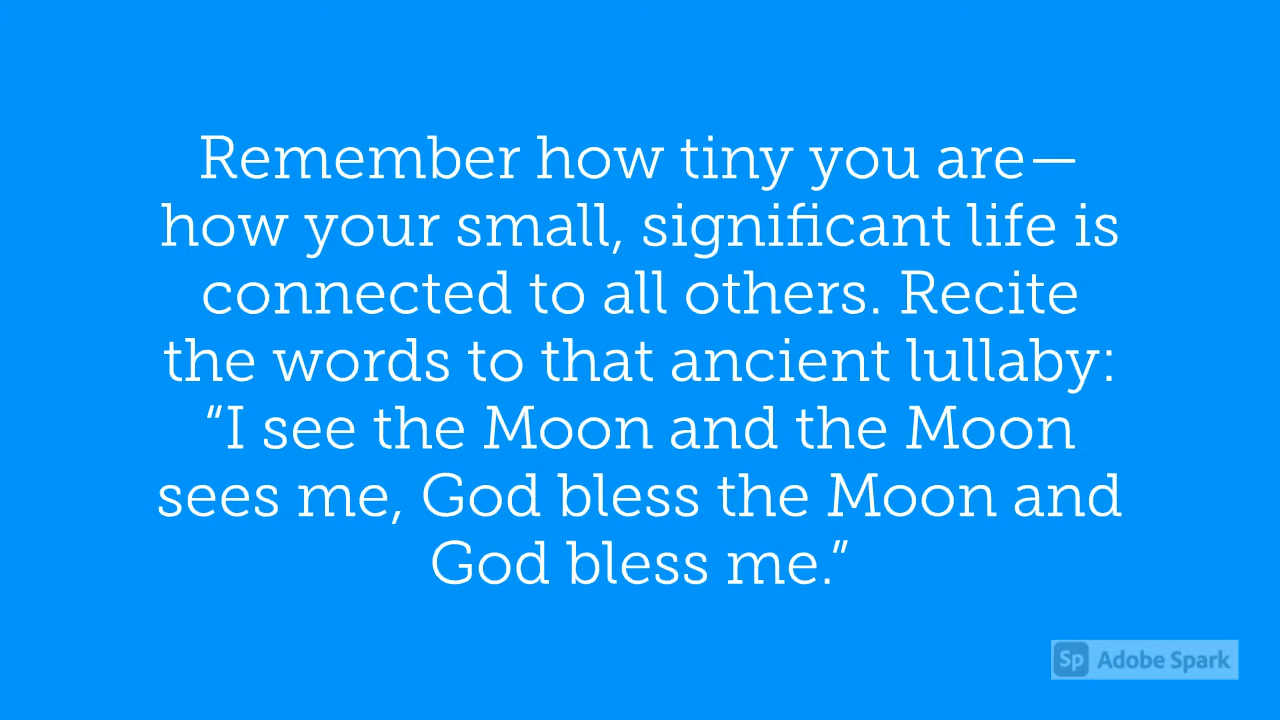 Remember how tiny you are—
how your small, significant life is
connected to all others. Recite
the words to that ancient lullaby:
“I see the Moon and the Moon
sees me, God bless the Moon and
God bless me.”
Sp Adobe Spark